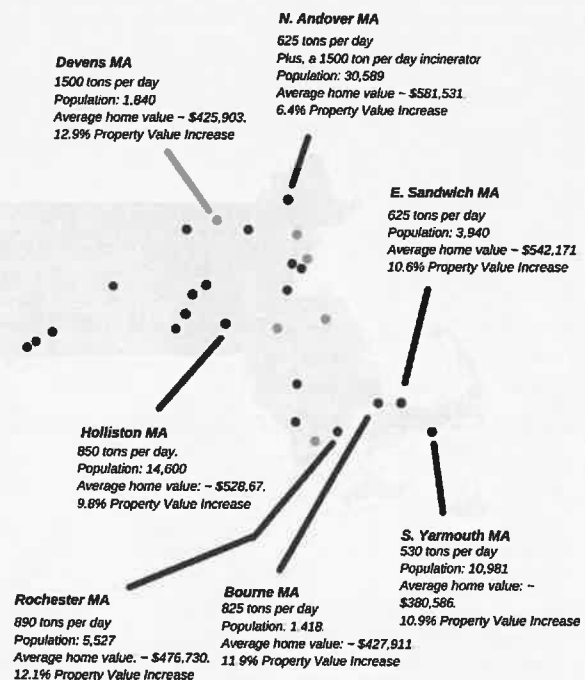 N. Andover MA
625 tons per day
Plus, a 1500 ton per day incinerator
Population: 30,589
Average home value ~ $581,531.
6.4% Property Value Increase
Devens MA
1500 tons per day
Population: 1,840
Average home value ~ $425,903.
12.9% Property Value Increase
E. Sandwich MA
625 tons per day
Population: 3,940
Average home value ~ $542,171
10.6% Property Value Increase
Holliston MA
850 tons per day.
Population: 14,600
Average home value: ~ $528,67.
9.8% Property Value Increase
S. Yarmouth MA
530 tons per day
Population: 10,981
Average home value: ~
$380,586.
10.9% Property Value Increase
Rochester MA
890 tons per day
Population: 5,527
Average home value. ~ $476,730.
12.1% Property Value Increase
Bourne MA
825 tons per day
Population. 1.418.
Average home value: ~ $427,911
11 9% Property Value Increase